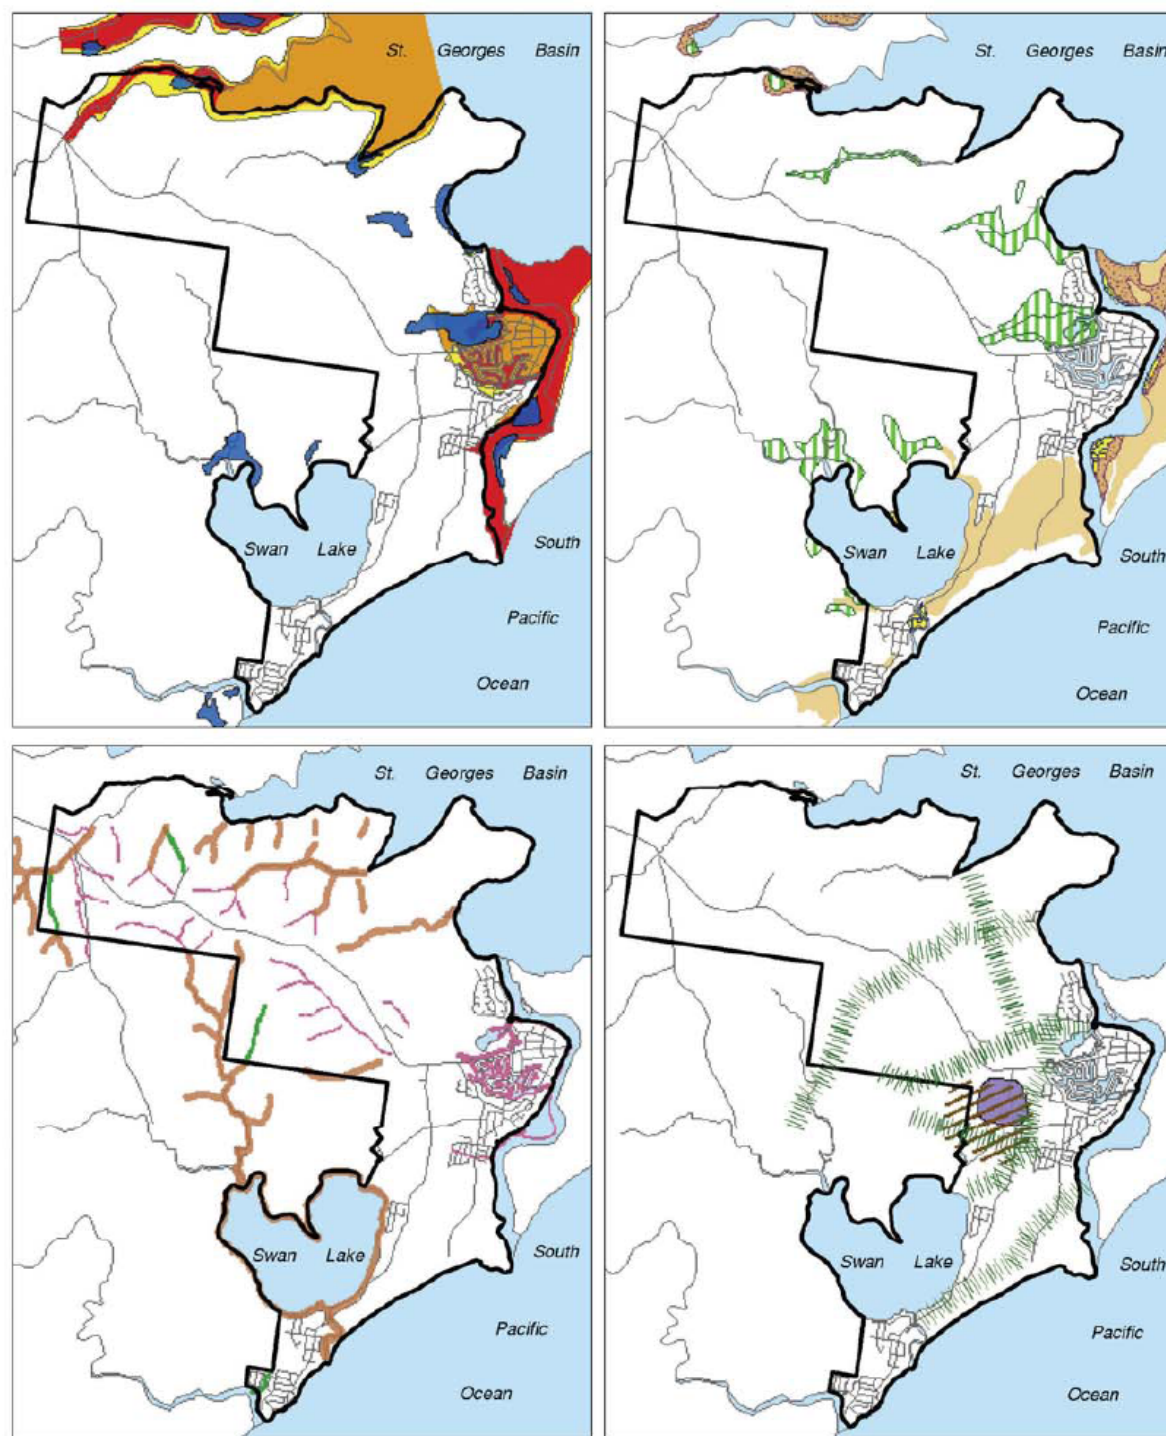 St. Georges Basin
Swan Lake
South
Pacific
Ocean
St. Georges Basin
Swan Lake
South
Pacific
Ocean
St. Georges Basin
Swan Lake
South
Pacific
Ocean
St. Georges Basin
Swan Lake
South
Pacific
Ocean